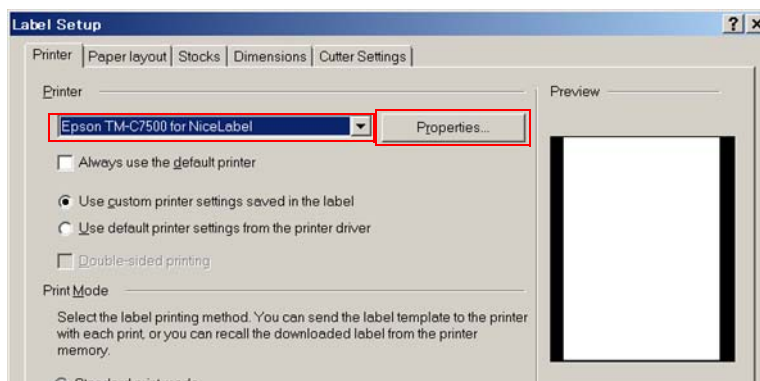 Label Setup
Printer Paper layout Stocks Dimensions Cutter Settings
Printer
Preview
Epson TM-C7500 for NiceLabel
Properties...
Always use the default printer
Use custom printer settings saved in the label
Use default printer settings from the printer driver
Double-sided printing
Print Mode
Select the label printing method. You can send the label template to the printer
with each print, or you can recall the downloaded label from the printer
memory.